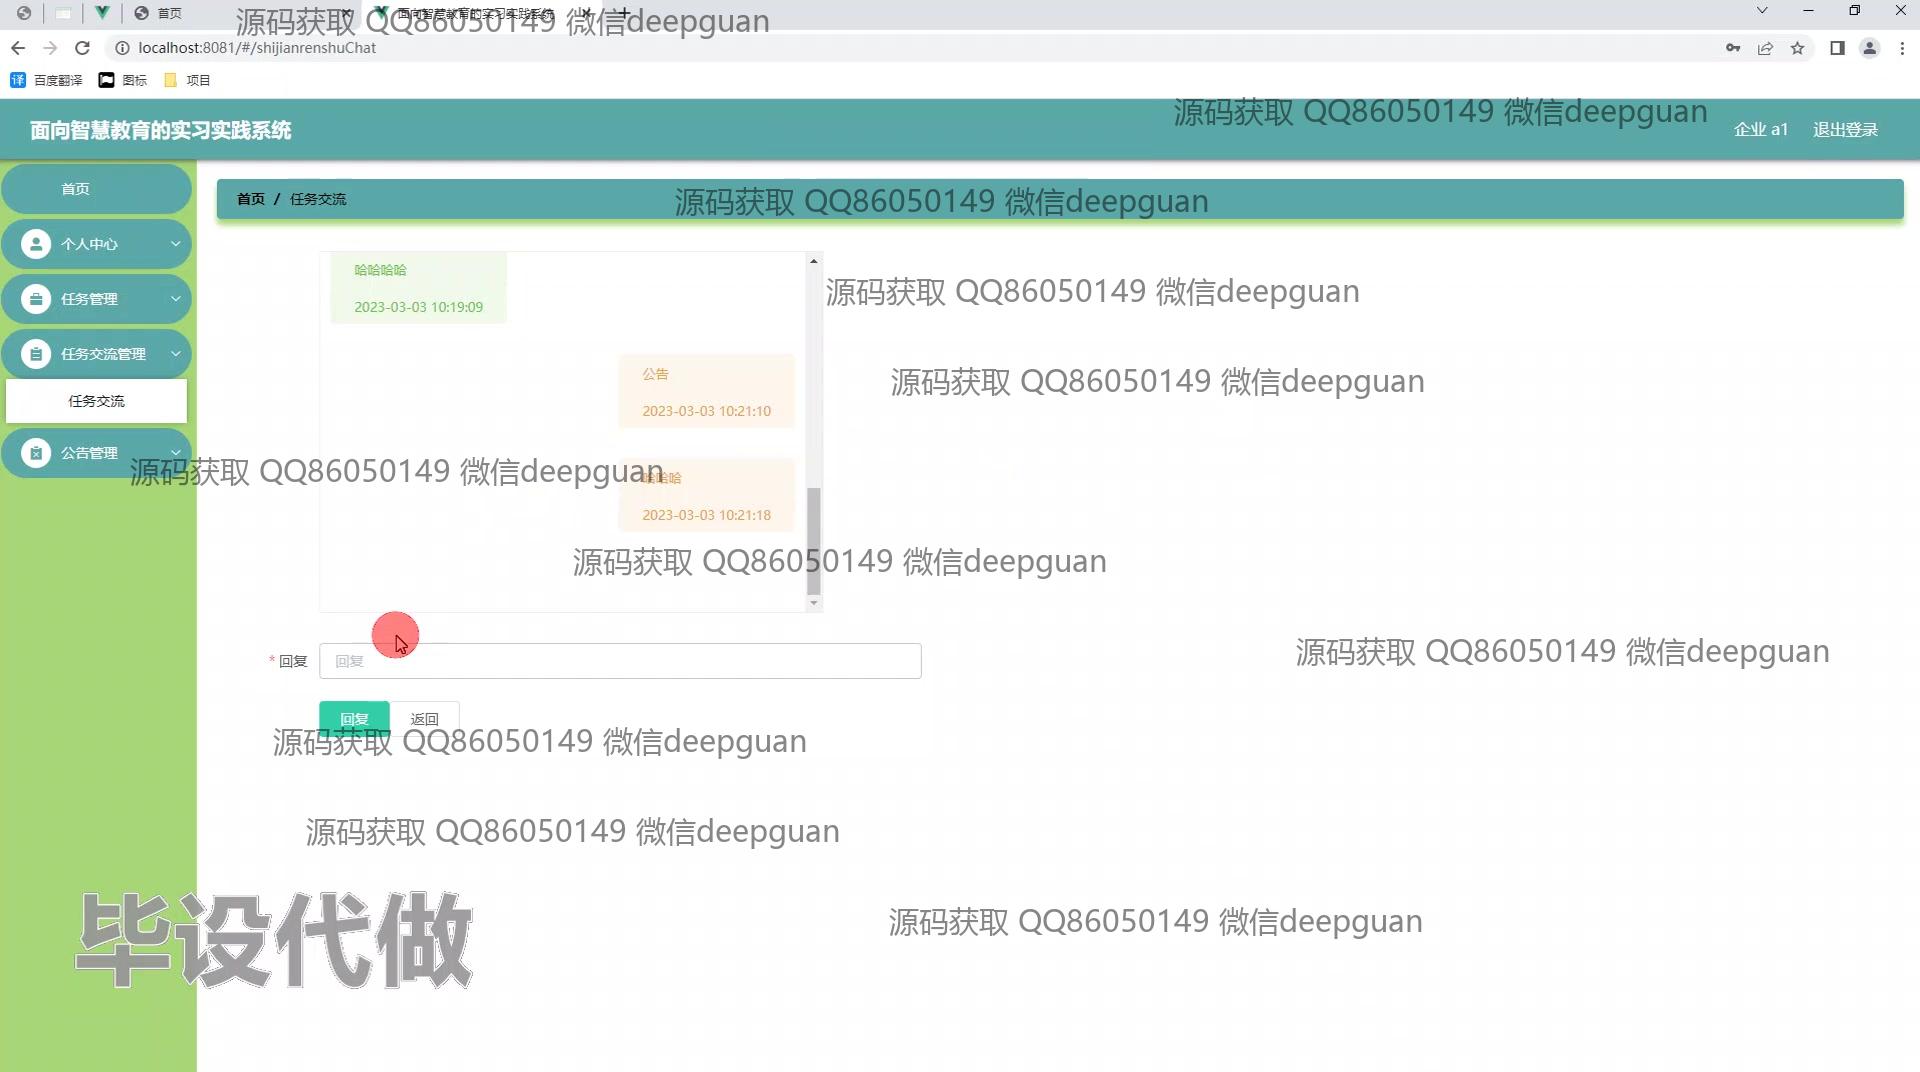 首页
面向智慧教育的实习实践系统
源码获取 QQ86050149 微信deepguan
localhost:8081/#/shijianrenshuChat
百度翻译
图标
项目
源码获取 QQ86050149 微信deepguan
面向智慧教育的实习实践系统
企业 a1
退出登录
首页
首页 / 任务交流
源码获取 QQ86050149 微信deepguan
个人中心
哈哈哈哈
2023-03-03 10:19:09
源码获取 QQ86050149 微信deepguan
任务管理
任务交流管理
公告
2023-03-03 10:21:10
源码获取 QQ86050149 微信deepguan
任务交流
公告管理
源码获取 QQ86050149 微信deepguan
哈哈哈
2023-03-03 10:21:18
源码获取 QQ86050149 微信deepguan
* 回复
回复
源码获取 QQ86050149 微信deepguan
回复
返回
源码获取 QQ86050149 微信deepguan
源码获取 QQ86050149 微信deepguan
毕设代做
源码获取 QQ86050149 微信deepguan